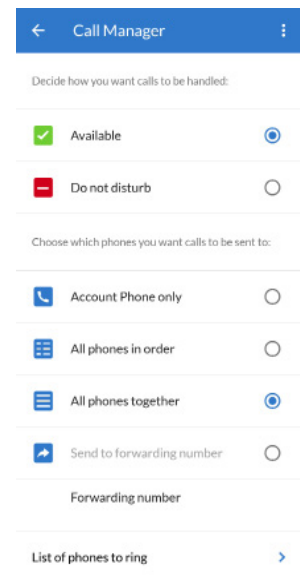 Call Manager
Decide how you want calls to be handled:
Available
Do not disturb
Choose which phones you want calls to be sent to:
Account Phone only
All phones in order
All phones together
Send to forwarding number
Forwarding number
List of phones to ring